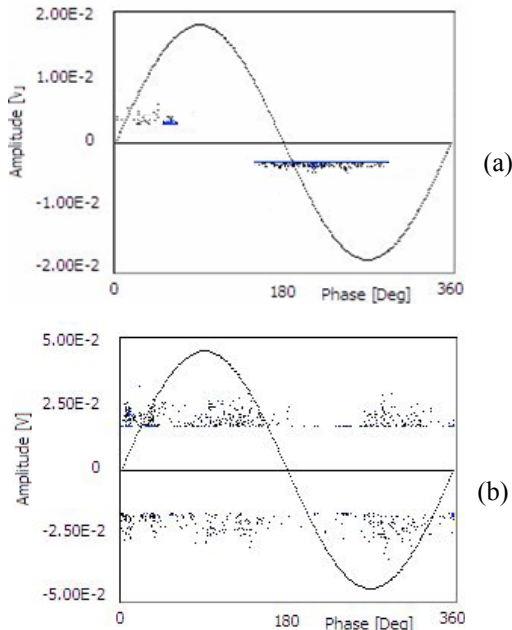 2.00E-2
1.00E-2
0
-1.00E-2
-2.00E-2
Amplitude [V]
0
180
360
Phase [Deg]
(a)
5.00E-2
2.50E-2
0
-2.50E-2
-5.00E-2
Amplitude [V]
0
180
360
Phase [Deg]
(b)